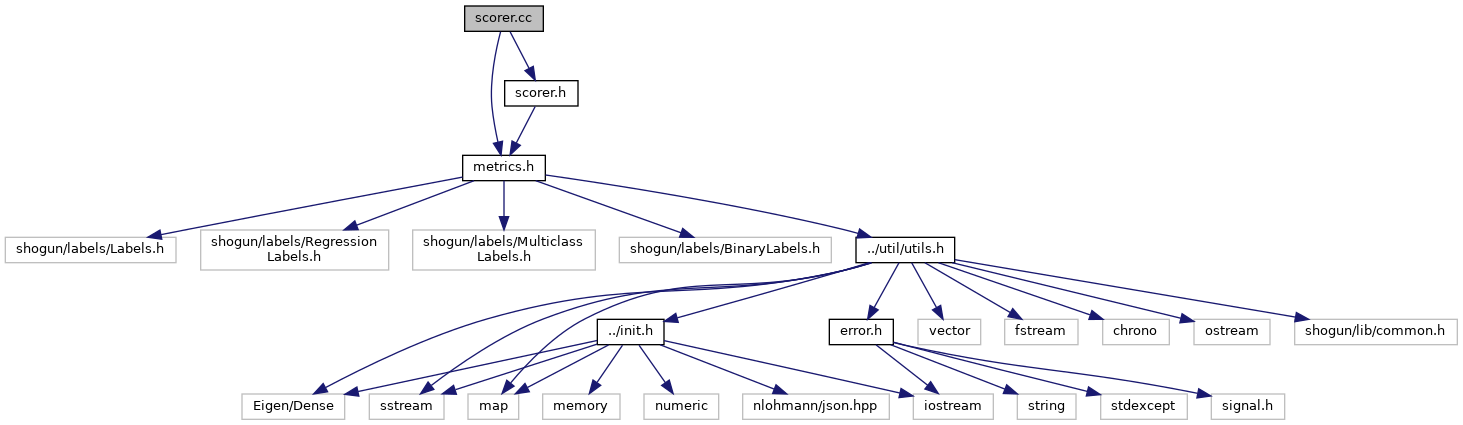 scorer.cc
scorer.h
metrics.h
shogun/labels/Labels.h
shogun/labels/Regression
Labels.h
shogun/labels/Multiclass
Labels.h
shogun/labels/BinaryLabels.h
../util/utils.h
../init.h
error.h
vector
fstream
chrono
ostream
shogun/lib/common.h
Eigen/Dense
sstream
map
memory
numeric
nlohmann/json.hpp
iostream
string
stdexcept
signal.h